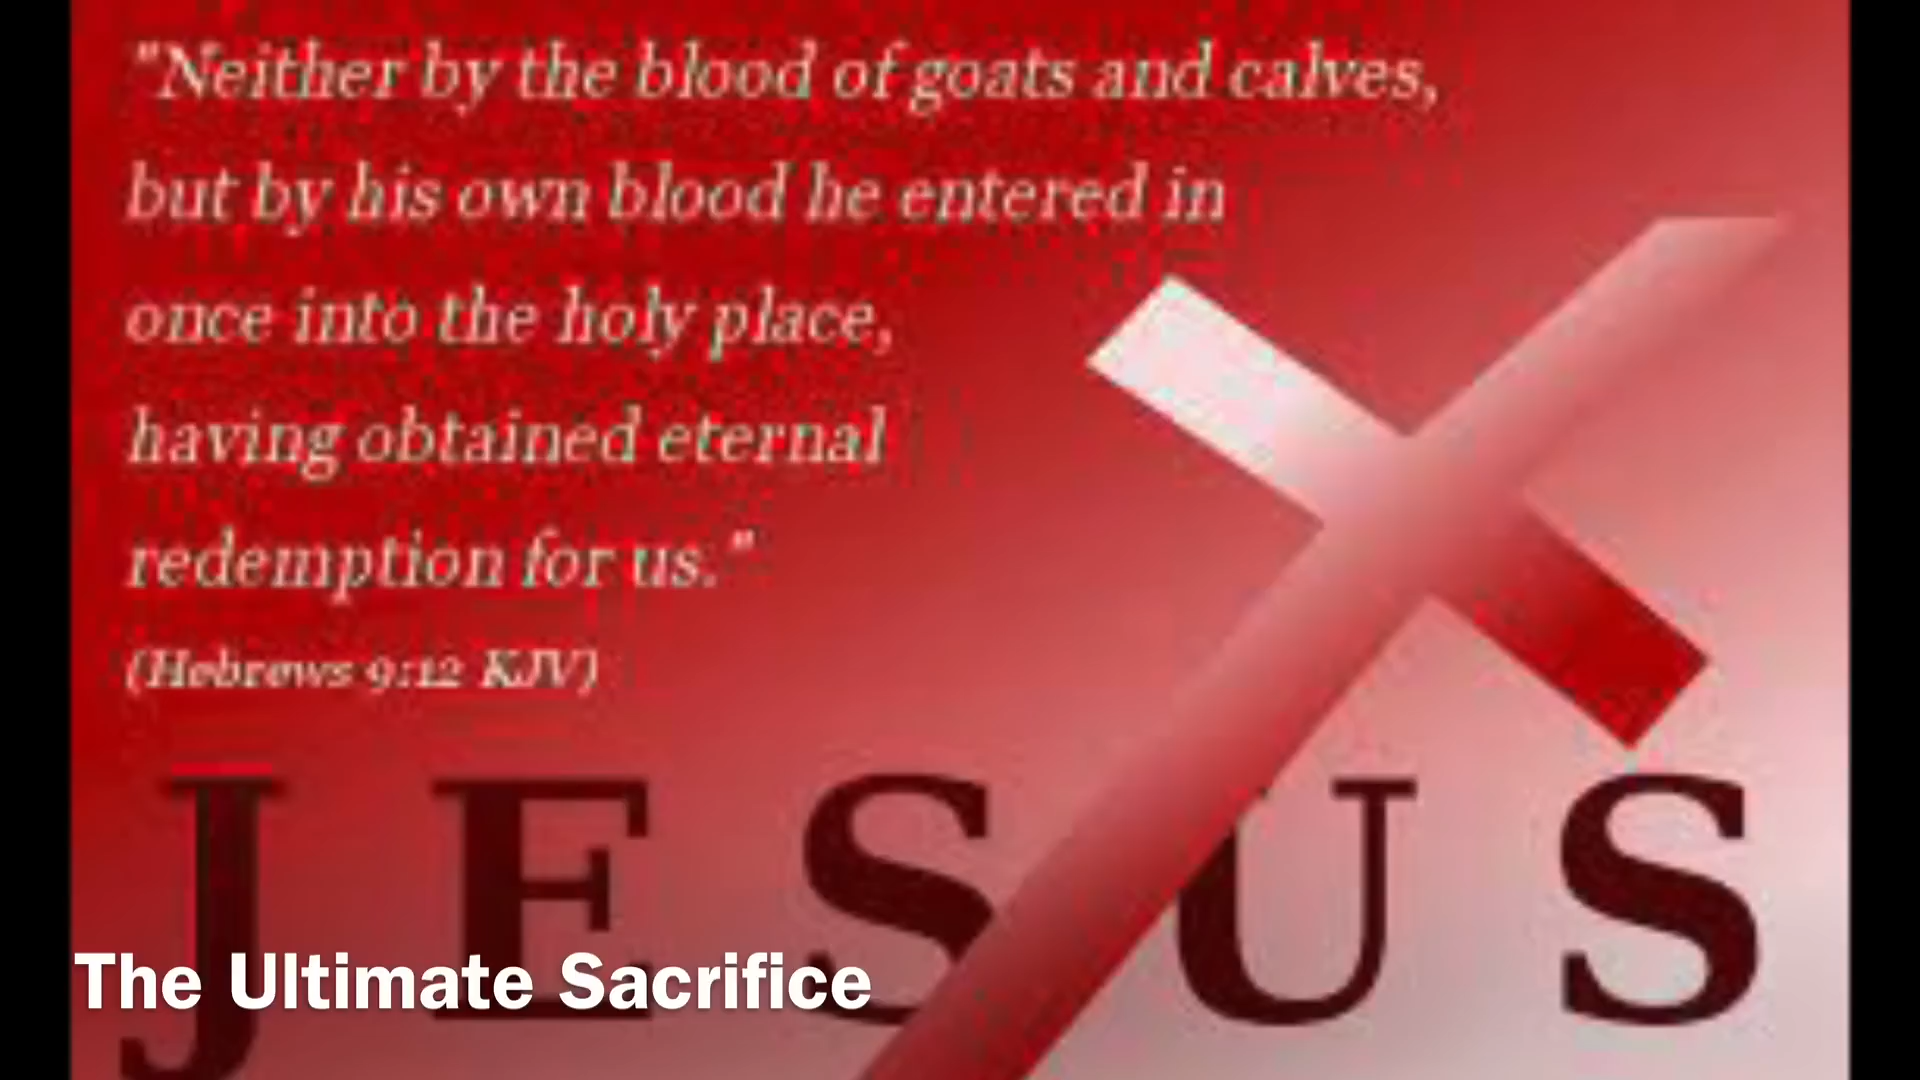 "Neither by the blood of goats and calves,
but by his own blood he entered in
once into the holy place,
having obtained eternal
redemption for us."
(Hebrews 9:12 KJV)
JESUS
The Ultimate Sacrifice